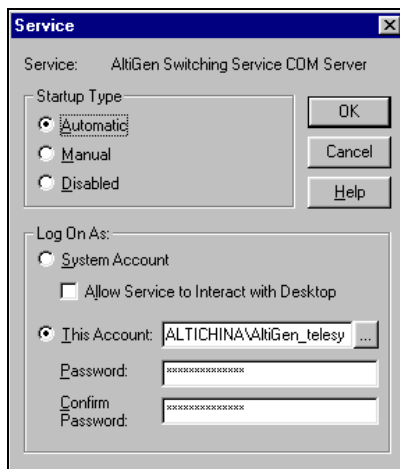 Service
Service: AltiGen Switching Service COM Server
Startup Type
Automatic
Manual
Disabled
OK
Cancel
Help
Log On As:
System Account
Allow Service to Interact with Desktop
This Account: ALTICHINA\AltiGen_telesy ...
Password: **************
Confirm
Password: **************